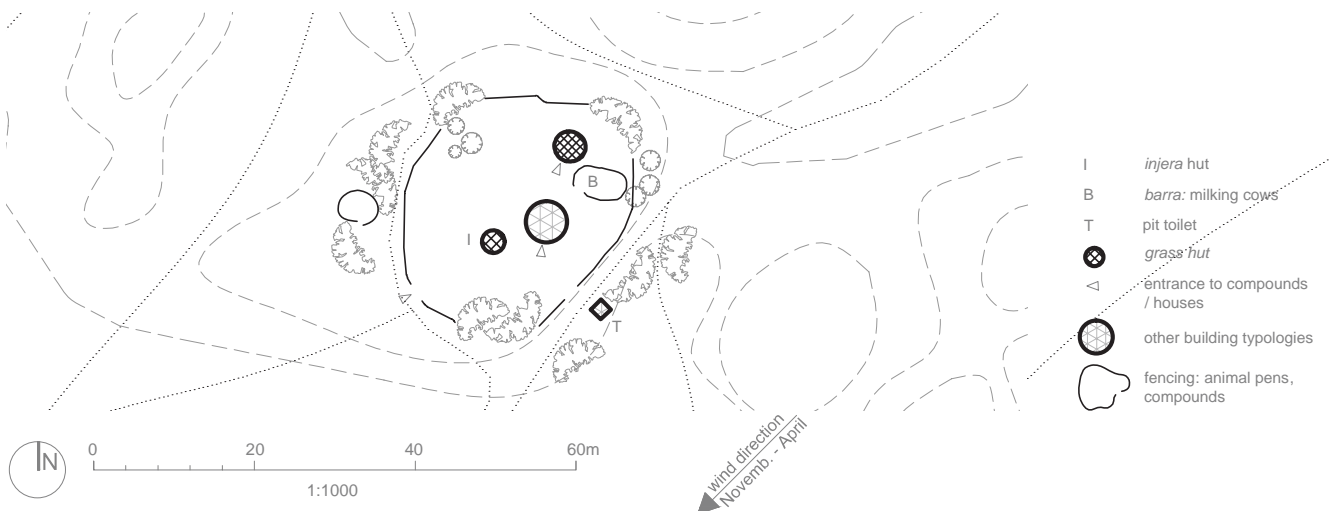 B
I
T
I injera hut
B barra: milking cows
T pit toilet
grass hut
entrance to compounds
/ houses
other building typologies
fencing: animal pens,
compounds
N
0 20 40 60m
1:1000
wind direction
Novemb. - April